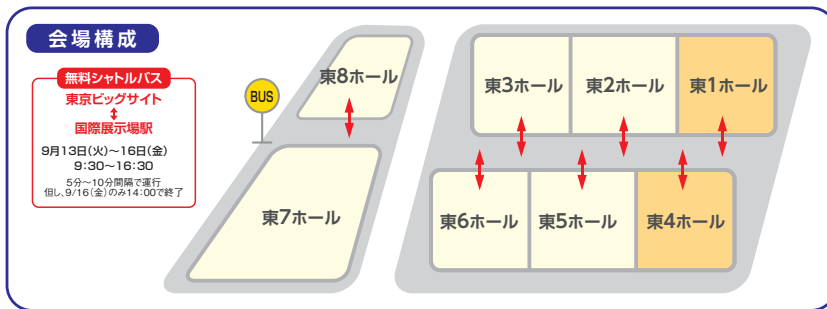 会場構成
無料シャトルバス
東京ビッグサイト
国際展示場駅
9月13日(火)~16日(金)
9:30~16:30
5分~10分間隔で運行
但し、9/16(金)のみ14:00で終了
BUS
東8ホール
東7ホール
東3ホール
東2ホール
東1ホール
東6ホール
東5ホール
東4ホール